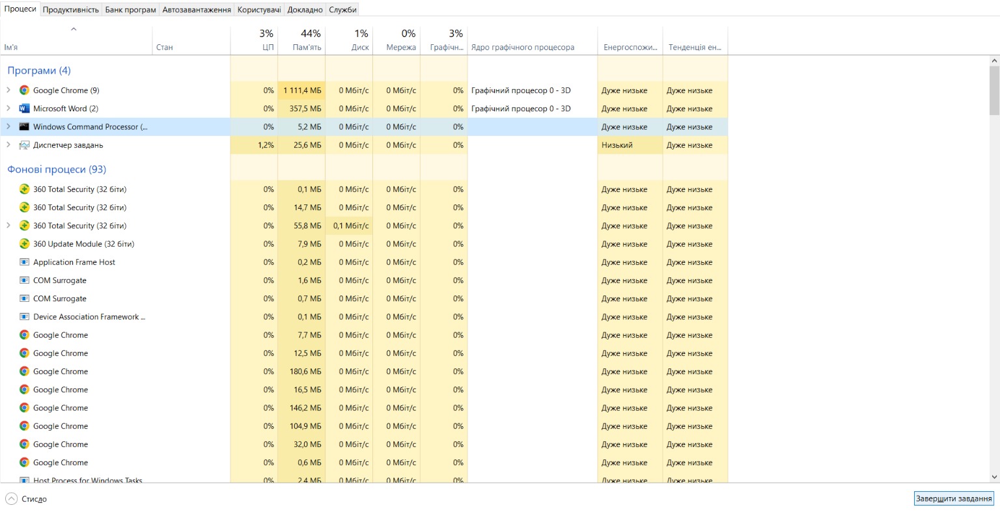 Процеси Продуктивність Банк програм Автозавантаження Користувачі Докладно Служби
3% 44% 1% 0% 3%
Ім'я Стан ЦП Пам'ять Диск Мережа Графічн... Ядро графічного процесора Енергоспожи... Тенденція ен...
Програми (4)
Google Chrome (9) 0% 1 111,4 МБ 0 Мбіт/с 0 Мбіт/с 0% Графічний процесор 0 - 3D Дуже низьке Дуже низьке
Microsoft Word (2) 0% 357,5 МБ 0 Мбіт/с 0 Мбіт/с 0% Графічний процесор 0 - 3D Дуже низьке Дуже низьке
Windows Command Processor (... 0% 5,2 МБ 0 Мбіт/с 0 Мбіт/с 0% Дуже низьке Дуже низьке
Диспетчер завдань 1,2% 25,6 МБ 0 Мбіт/с 0 Мбіт/с 0% Низький Дуже низьке
Фонові процеси (93)
360 Total Security (32 біти) 0% 0,1 МБ 0 Мбіт/с 0 Мбіт/с 0% Дуже низьке Дуже низьке
360 Total Security (32 біти) 0% 14,7 МБ 0 Мбіт/с 0 Мбіт/с 0% Дуже низьке Дуже низьке
360 Total Security (32 біти) 0% 55,8 МБ 0,1 Мбіт/с 0 Мбіт/с 0% Дуже низьке Дуже низьке
360 Update Module (32 біти) 0% 7,9 МБ 0 Мбіт/с 0 Мбіт/с 0% Дуже низьке Дуже низьке
Application Frame Host 0% 0,2 МБ 0 Мбіт/с 0 Мбіт/с 0% Дуже низьке Дуже низьке
COM Surrogate 0% 1,6 МБ 0 Мбіт/с 0 Мбіт/с 0% Дуже низьке Дуже низьке
COM Surrogate 0% 0,7 МБ 0 Мбіт/с 0 Мбіт/с 0% Дуже низьке Дуже низьке
Device Association Framework ... 0% 0,1 МБ 0 Мбіт/с 0 Мбіт/с 0% Дуже низьке Дуже низьке
Google Chrome 0% 7,7 МБ 0 Мбіт/с 0 Мбіт/с 0% Дуже низьке Дуже низьке
Google Chrome 0% 12,5 МБ 0 Мбіт/с 0 Мбіт/с 0% Дуже низьке Дуже низьке
Google Chrome 0% 180,6 МБ 0 Мбіт/с 0 Мбіт/с 0% Дуже низьке Дуже низьке
Google Chrome 0% 16,5 МБ 0 Мбіт/с 0 Мбіт/с 0% Дуже низьке Дуже низьке
Google Chrome 0% 146,2 МБ 0 Мбіт/с 0 Мбіт/с 0% Дуже низьке Дуже низьке
Google Chrome 0% 104,9 МБ 0 Мбіт/с 0 Мбіт/с 0% Дуже низьке Дуже низьке
Google Chrome 0% 32,0 МБ 0 Мбіт/с 0 Мбіт/с 0% Дуже низьке Дуже низьке
Google Chrome 0% 0,6 МБ 0 Мбіт/с 0 Мбіт/с 0% Дуже низьке Дуже низьке
Host Process for Windows Tasks 0% 2,4 МБ 0 Мбіт/с 0 Мбіт/с 0% Дуже низьке Дуже низьке
Стисло Завершити завдання